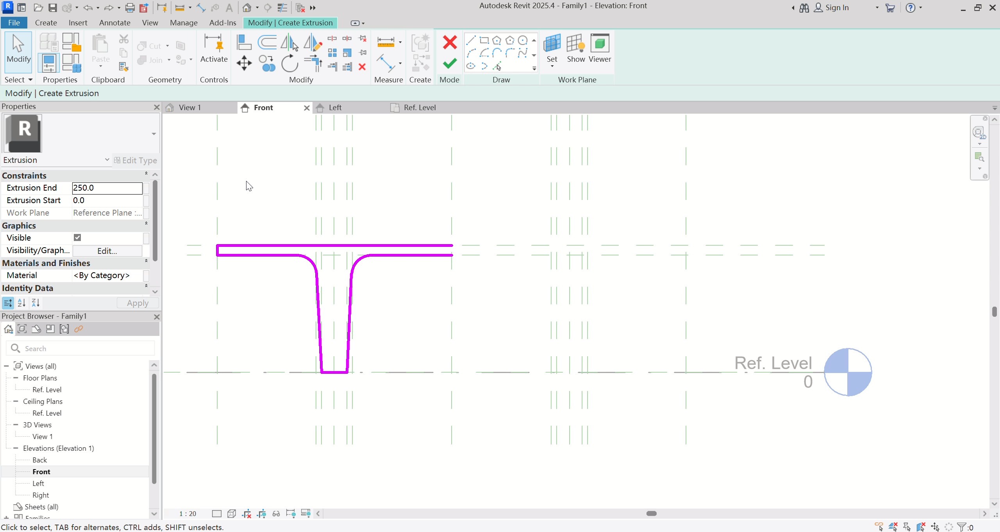 Autodesk Revit 2025.4 - Family1 - Elevation: Front
Sign In
File Create Insert Annotate View Manage Add-Ins Modify | Create Extrusion
Modify
Paste
Cut
Join
Activate
Set Show Viewer
Select Properties Clipboard Geometry Controls Modify Measure Create Mode Draw Work Plane
Modify | Create Extrusion
Properties
View 1
Front
Left
Ref. Level
R
Extrusion
Edit Type
Constraints
Extrusion End 250.0
Extrusion Start 0.0
Work Plane Reference Plane :...
Graphics
Visible
Visibility/Graph... Edit...
Materials and Finishes
Material <By Category>
Identity Data
Apply
Project Browser - Family1
Search
Views (all)
Floor Plans
Ref. Level
Ceiling Plans
Ref. Level
3D Views
View 1
Elevations (Elevation 1)
Back
Front
Left
Right
Sheets (all)
Families
Ref. Level
0
2D
1 : 20
Click to select, TAB for alternates, CTRL adds, SHIFT unselects.
:0